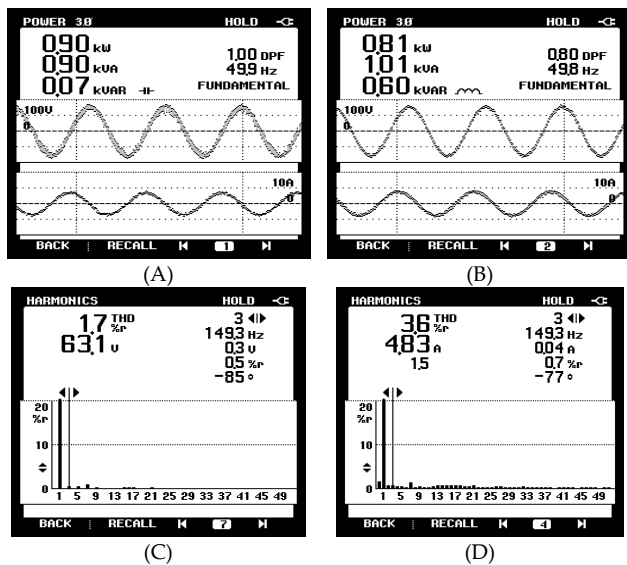 POWER 3.0 HOLD
0.90 kW
0.90 kVA
0.07 kVAR
1.00 DPF
49.9 Hz
FUNDAMENTAL
100V
0
10A
0
BACK RECALL 1
(A)
POWER 3.0 HOLD
0.81 kW
1.01 kVA
0.60 kVAR
0.80 DPF
49.8 Hz
FUNDAMENTAL
100V
0
10A
0
BACK RECALL 2
(B)
HARMONICS HOLD
1.7 THD %r
63.1 V
3
149.3 Hz
0.3 V
0.5 %r
-85 °
20
%r
10
0
1 5 9 13 17 21 25 29 33 37 41 45 49
BACK RECALL 7
(C)
HARMONICS HOLD
3.6 THD %r
4.83 A
1.5
3
149.3 Hz
0.04 A
0.7 %r
-77 °
20
%r
10
0
1 5 9 13 17 21 25 29 33 37 41 45 49
BACK RECALL 4
(D)